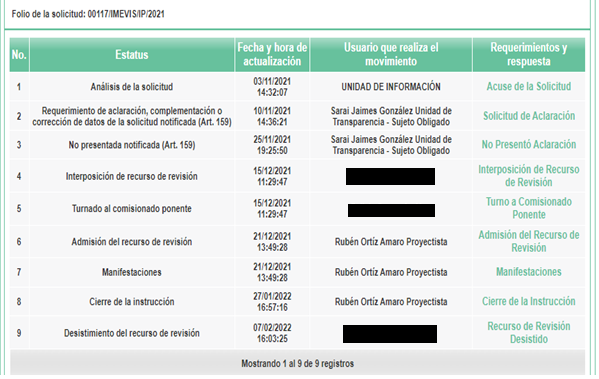 Folio de la solicitud: 00117/IMEVIS/IP/2021
No. Estatus Fecha y hora de actualización Usuario que realiza el movimiento Requerimientos y respuesta
1 Análisis de la solicitud 03/11/2021 14:32:07 UNIDAD DE INFORMACIÓN Acuse de la Solicitud
2 Requerimiento de aclaración, complementación o corrección de datos de la solicitud notificada (Art. 159) 10/11/2021 14:36:21 Sarai Jaimes González Unidad de Transparencia - Sujeto Obligado Solicitud de Aclaración
3 No presentada notificada (Art. 159) 25/11/2021 19:25:50 Sarai Jaimes González Unidad de Transparencia - Sujeto Obligado No Presentó Aclaración
4 Interposición de recurso de revisión 15/12/2021 11:29:47 Interposición de Recurso de Revisión
5 Turnado al comisionado ponente 15/12/2021 11:29:47 Turno a Comisionado Ponente
6 Admisión del recurso de revisión 21/12/2021 13:49:28 Rubén Ortíz Amaro Proyectista Admisión del Recurso de Revisión
7 Manifestaciones 21/12/2021 13:49:28 Rubén Ortíz Amaro Proyectista Manifestaciones
8 Cierre de la instrucción 27/01/2022 16:57:16 Rubén Ortíz Amaro Proyectista Cierre de la Instrucción
9 Desistimiento del recurso de revisión 07/02/2022 16:03:25 Recurso de Revisión Desistido
Mostrando 1 al 9 de 9 registros